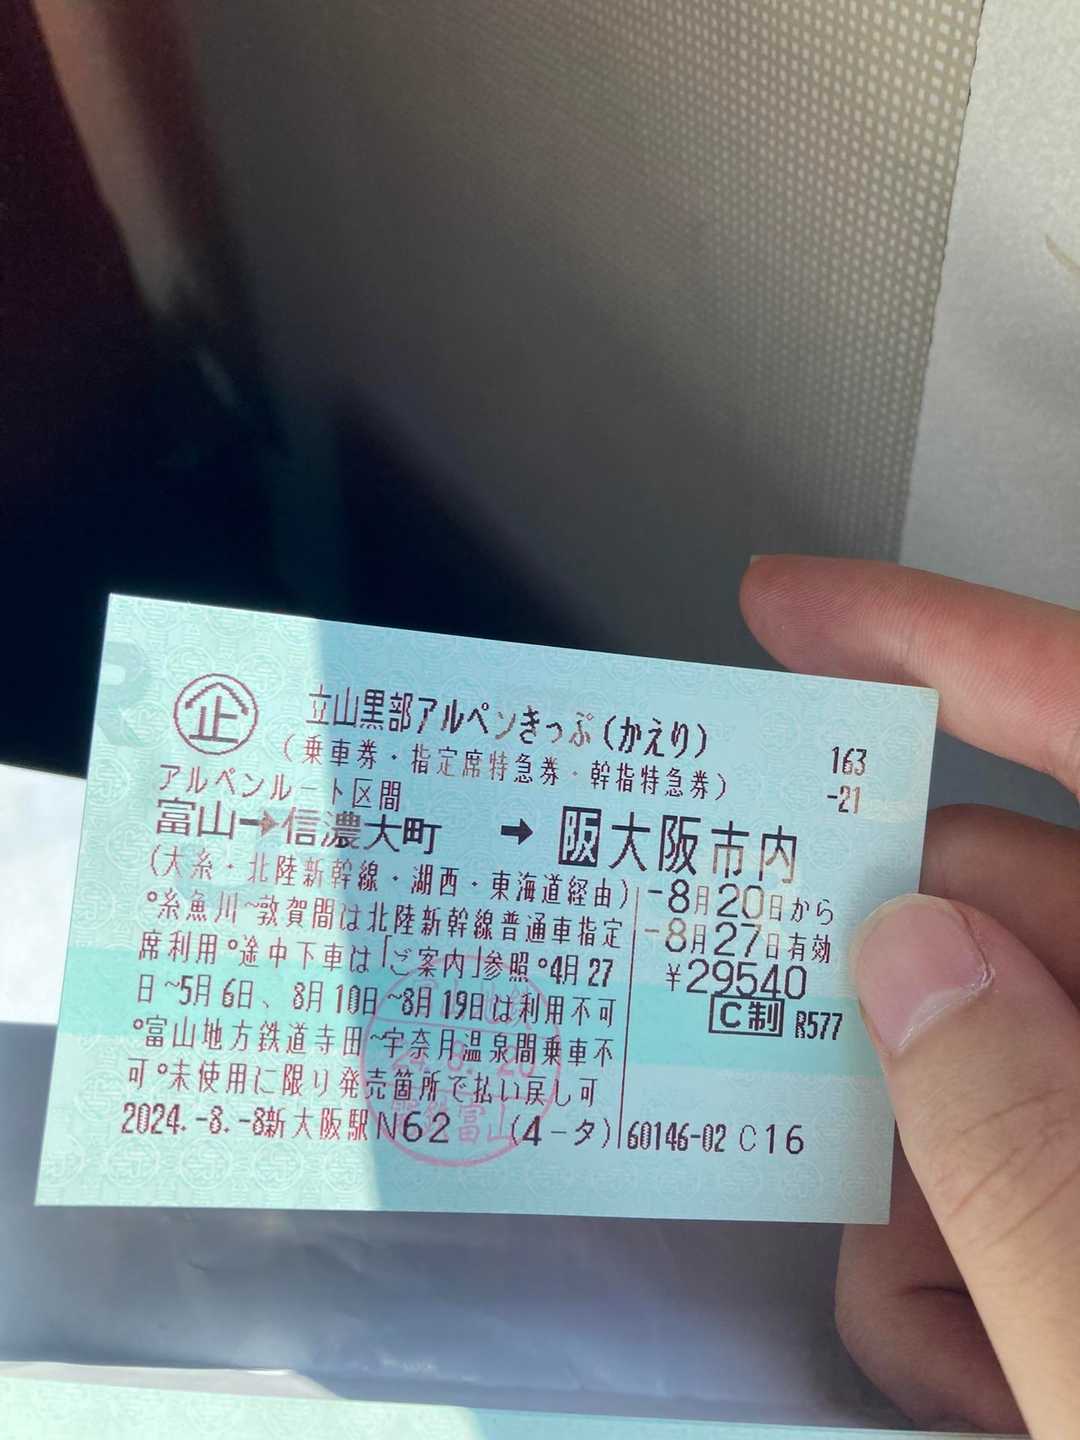 企 立山黒部アルペンきっぷ(かえり)
(乗車券・指定席特急券・幹指特急券)
163
-21
アルペンルート区間
富山→信濃大町 → 阪大阪市内
(大糸・北陸新幹線・湖西・東海道経由)
°糸魚川~敦賀間は北陸新幹線普通車指定
席利用°途中下車は「ご案内」参照°4月27
日~5月6日、8月10日~8月19日は利用不可
°富山地方鉄道寺田~宇奈月温泉間乗車不
可°未使用に限り発売箇所で払い戻し可
-8月20日から
-8月27日有効
¥29540
C制 R577
2024.-8.-8新大阪駅N62 (4-タ) 60146-02 C16
24.8.20
電鉄富山